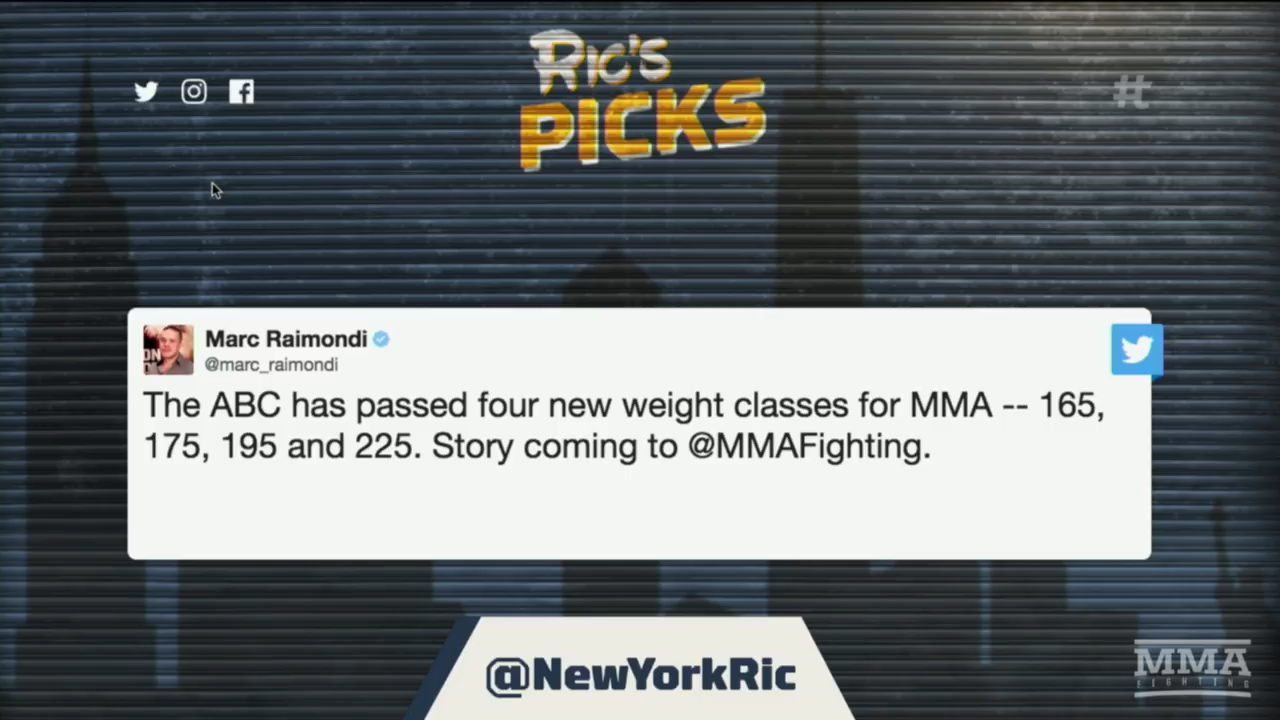 Ric's
PICKS
#
Marc Raimondi
@marc_raimondi
The ABC has passed four new weight classes for MMA -- 165,
175, 195 and 225. Story coming to @MMAFighting.
@NewYorkRic
MMA
FIGHTING